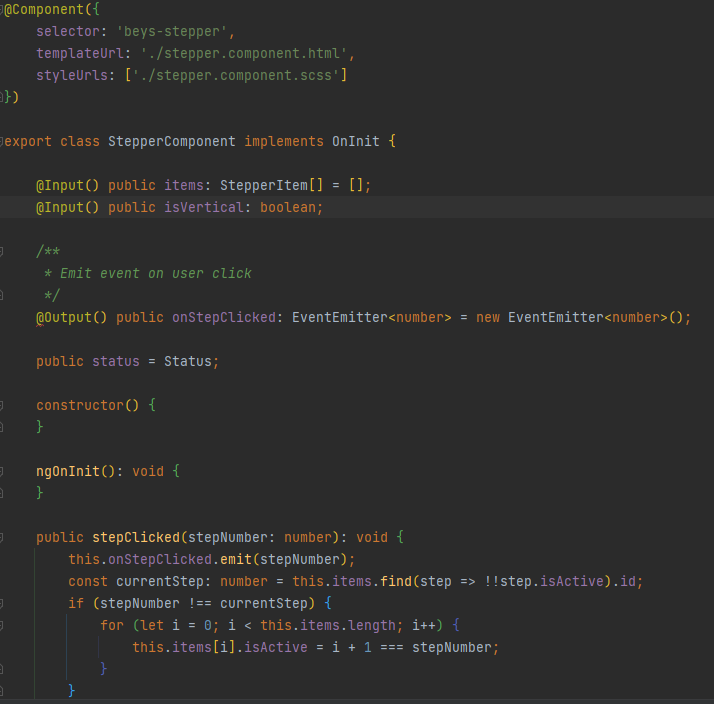 @Component({
    selector: 'beys-stepper',
    templateUrl: './stepper.component.html',
    styleUrls: ['./stepper.component.scss']
})
export class StepperComponent implements OnInit {
    @Input() public items: StepperItem[] = [];
    @Input() public isVertical: boolean;
    /**
     * Emit event on user click
     */
    @Output() public onStepClicked: EventEmitter<number> = new EventEmitter<number>();
    public status = Status;
    constructor() {
    }
    ngOnInit(): void {
    }
    public stepClicked(stepNumber: number): void {
        this.onStepClicked.emit(stepNumber);
        const currentStep: number = this.items.find(step => !!step.isActive).id;
        if (stepNumber !== currentStep) {
            for (let i = 0; i < this.items.length; i++) {
                this.items[i].isActive = i + 1 === stepNumber;
            }
        }